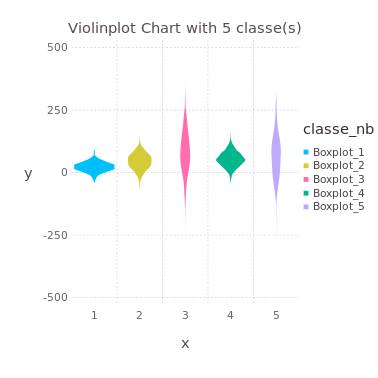 Violinplot Chart with 5 classe(s)
500
250
0
-250
-500
y
1 2 3 4 5
x
classe_nb
Boxplot_1
Boxplot_2
Boxplot_3
Boxplot_4
Boxplot_5